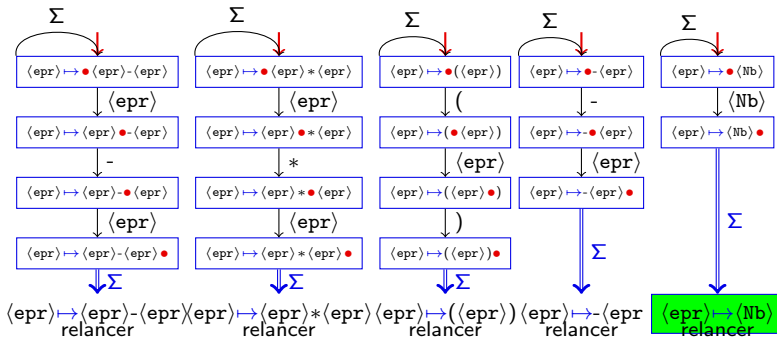 Σ Σ Σ Σ Σ
⟨epr⟩↦●⟨epr⟩-⟨epr⟩ ⟨epr⟩↦●⟨epr⟩*⟨epr⟩ ⟨epr⟩↦●(⟨epr⟩) ⟨epr⟩↦●-⟨epr⟩ ⟨epr⟩↦●⟨Nb⟩
⟨epr⟩ ⟨epr⟩ ( - ⟨Nb⟩
⟨epr⟩↦⟨epr⟩●-⟨epr⟩ ⟨epr⟩↦⟨epr⟩●*⟨epr⟩ ⟨epr⟩↦(●⟨epr⟩) ⟨epr⟩↦-●⟨epr⟩ ⟨epr⟩↦⟨Nb⟩●
- * ⟨epr⟩ ⟨epr⟩
⟨epr⟩↦⟨epr⟩-●⟨epr⟩ ⟨epr⟩↦⟨epr⟩*●⟨epr⟩ ⟨epr⟩↦(⟨epr⟩●) ⟨epr⟩↦-⟨epr⟩●
⟨epr⟩ ⟨epr⟩ ) Σ
⟨epr⟩↦⟨epr⟩-⟨epr⟩● ⟨epr⟩↦⟨epr⟩*⟨epr⟩● ⟨epr⟩↦(⟨epr⟩)● Σ
Σ Σ Σ
⟨epr⟩↦⟨epr⟩-⟨epr⟩ ⟨epr⟩↦⟨epr⟩*⟨epr⟩ ⟨epr⟩↦(⟨epr⟩) ⟨epr⟩↦-⟨epr ⟨epr⟩↦⟨Nb⟩
relancer relancer relancer relancer relancer